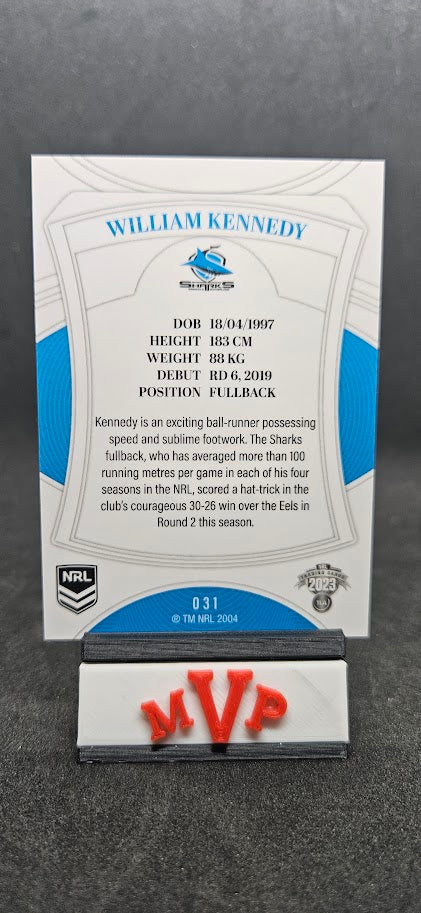 WILLIAM KENNEDY
SHARKS
DOB 18/04/1997
HEIGHT 183 CM
WEIGHT 88 KG
DEBUT RD 6, 2019
POSITION FULLBACK
Kennedy is an exciting ball-runner possessing
speed and sublime footwork. The Sharks
fullback, who has averaged more than 100
running metres per game in each of his four
seasons in the NRL, scored a hat-trick in the
club's courageous 30-26 win over the Eels in
Round 2 this season.
NRL
NRL
TRADING CARDS
2023
031
© TM NRL 2004
MVP